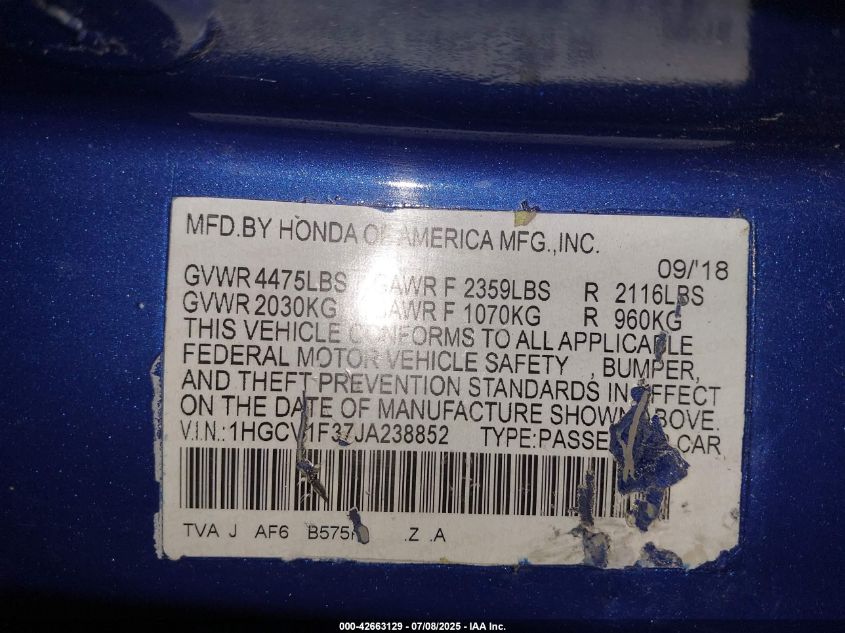 MFD.BY HONDA OF AMERICA MFG.,INC.
09/'18
GVWR 4475LBS GAWR F 2359LBS R 2116LBS
GVWR 2030KG GAWR F 1070KG R 960KG
THIS VEHICLE CONFORMS TO ALL APPLICABLE
FEDERAL MOTOR VEHICLE SAFETY , BUMPER,
AND THEFT PREVENTION STANDARDS IN EFFECT
ON THE DATE OF MANUFACTURE SHOWN ABOVE.
V.I.N.:1HGCV1F37JA238852 TYPE: CAR
TVA J AF6 .Z .A
000-42663129 - 07/08/2025 - IAA Inc.